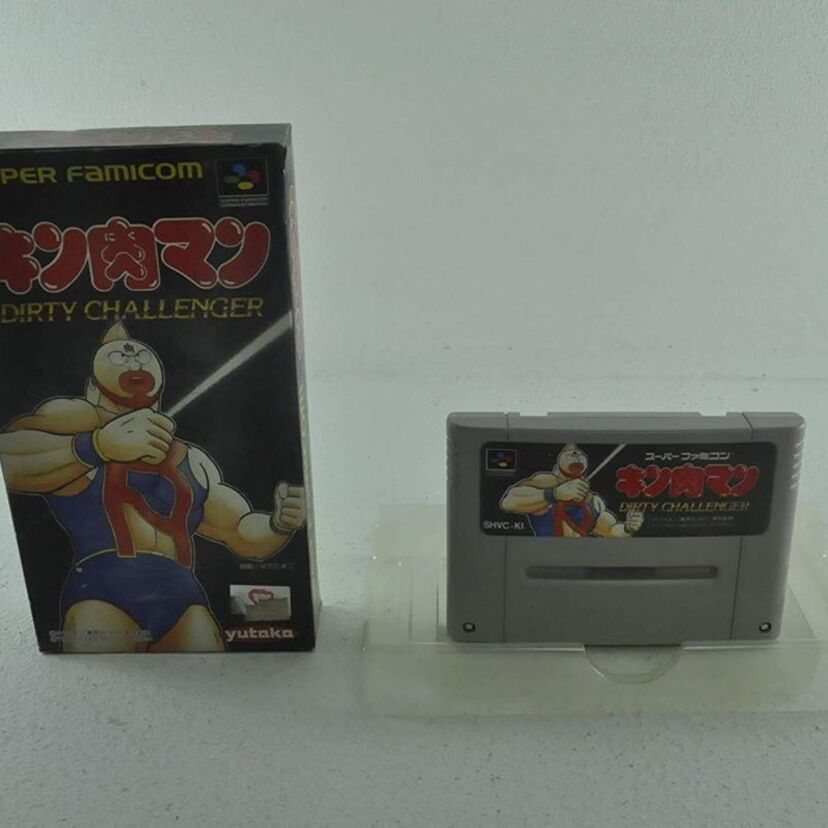 PER FAMICOM
キン肉マン
DIRTY CHALLENGER
yutaka
スーパーファミコン
キン肉マン
DIRTY CHALLENGER
SHVC-KI